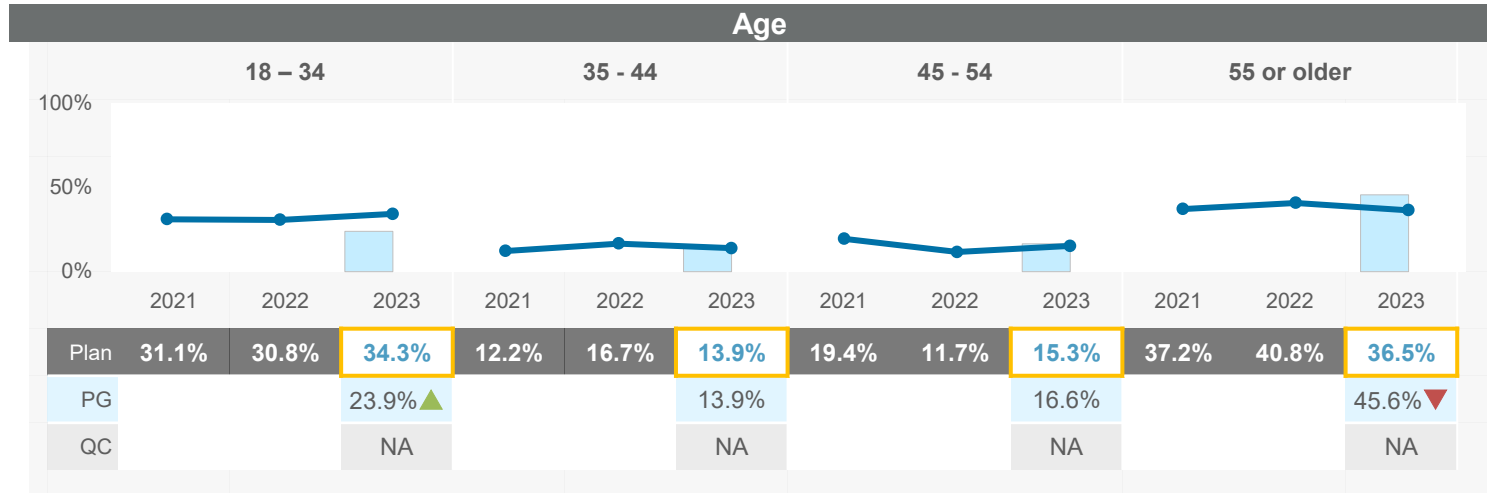 Age
18 – 34 35 - 44 45 - 54 55 or older
100%
50%
0%
2021 2022 2023 2021 2022 2023 2021 2022 2023 2021 2022 2023
Plan 31.1% 30.8% 34.3% 12.2% 16.7% 13.9% 19.4% 11.7% 15.3% 37.2% 40.8% 36.5%
PG 23.9% 13.9% 16.6% 45.6%
QC NA NA NA NA